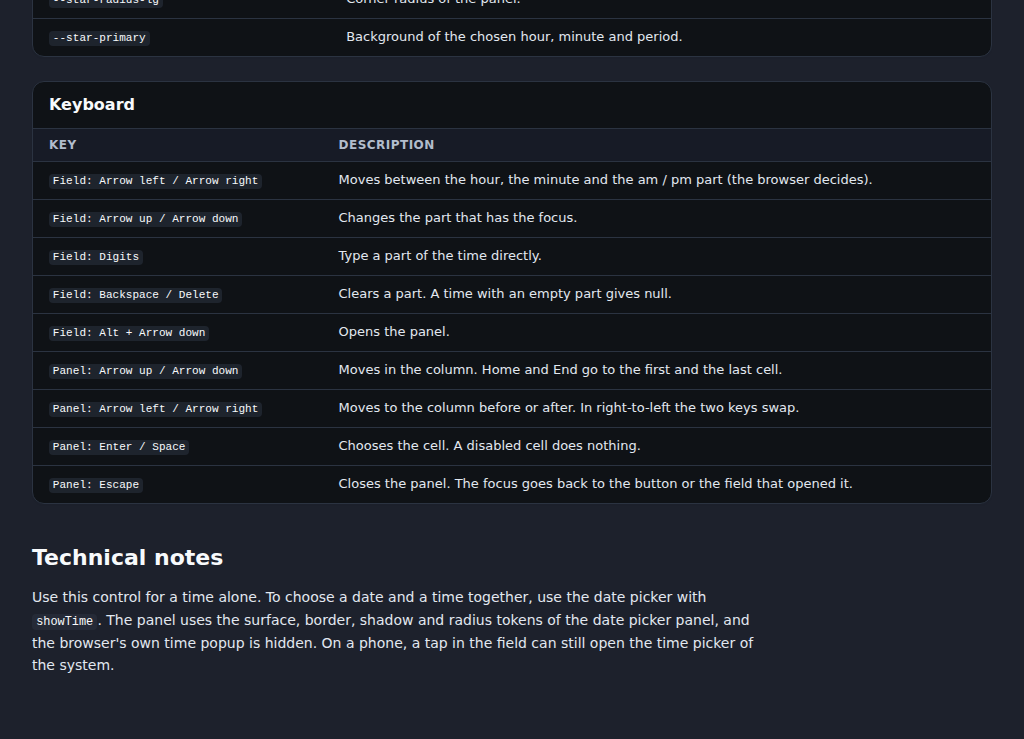 --star-radius-lg Corner radius of the panel.
--star-primary Background of the chosen hour, minute and period.
Keyboard
KEY DESCRIPTION
Field: Arrow left / Arrow right Moves between the hour, the minute and the am / pm part (the browser decides).
Field: Arrow up / Arrow down Changes the part that has the focus.
Field: Digits Type a part of the time directly.
Field: Backspace / Delete Clears a part. A time with an empty part gives null.
Field: Alt + Arrow down Opens the panel.
Panel: Arrow up / Arrow down Moves in the column. Home and End go to the first and the last cell.
Panel: Arrow left / Arrow right Moves to the column before or after. In right-to-left the two keys swap.
Panel: Enter / Space Chooses the cell. A disabled cell does nothing.
Panel: Escape Closes the panel. The focus goes back to the button or the field that opened it.
Technical notes
Use this control for a time alone. To choose a date and a time together, use the date picker with
showTime. The panel uses the surface, border, shadow and radius tokens of the date picker panel, and
the browser's own time popup is hidden. On a phone, a tap in the field can still open the time picker of
the system.